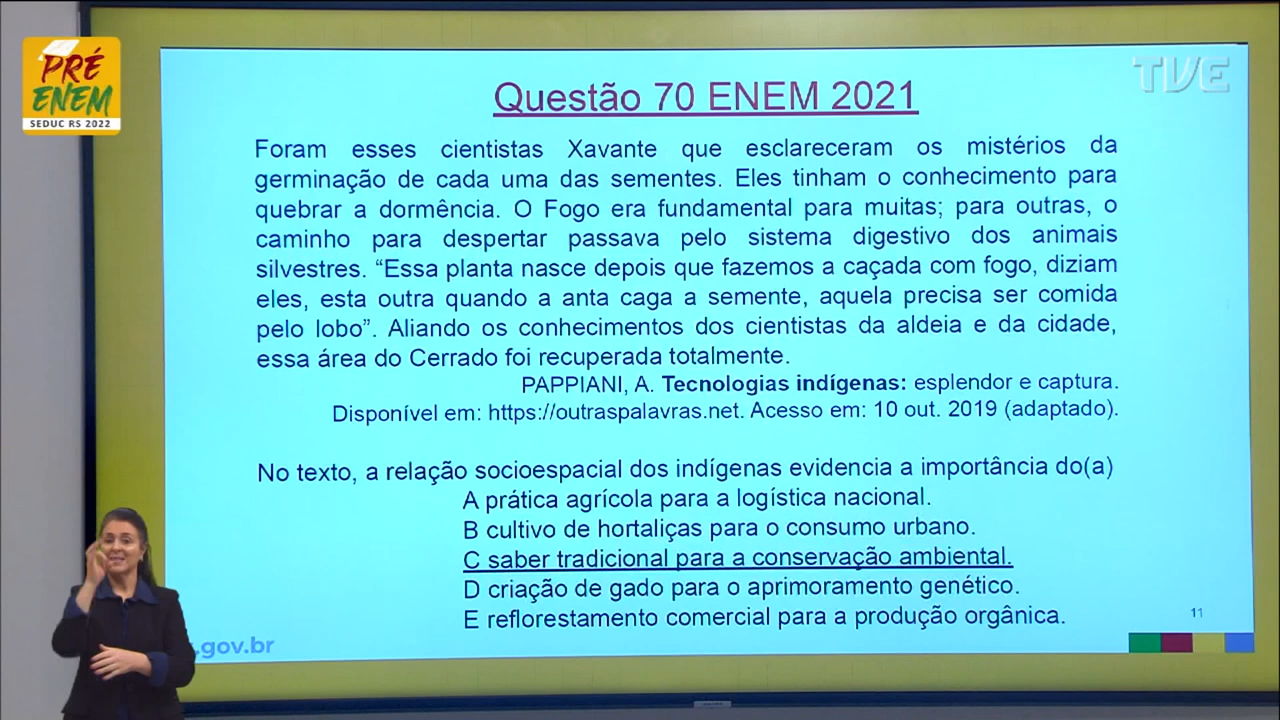 PRÉ
ENEM
SEDUC RS 2022
TVE
Questão 70 ENEM 2021
Foram esses cientistas Xavante que esclareceram os mistérios da
germinação de cada uma das sementes. Eles tinham o conhecimento para
quebrar a dormência. O Fogo era fundamental para muitas; para outras, o
caminho para despertar passava pelo sistema digestivo dos animais
silvestres. “Essa planta nasce depois que fazemos a caçada com fogo, diziam
eles, esta outra quando a anta caga a semente, aquela precisa ser comida
pelo lobo”. Aliando os conhecimentos dos cientistas da aldeia e da cidade,
essa área do Cerrado foi recuperada totalmente.
PAPPIANI, A. Tecnologias indígenas: esplendor e captura.
Disponível em: https://outraspalavras.net. Acesso em: 10 out. 2019 (adaptado).
No texto, a relação socioespacial dos indígenas evidencia a importância do(a)
A prática agrícola para a logística nacional.
B cultivo de hortaliças para o consumo urbano.
C saber tradicional para a conservação ambiental.
D criação de gado para o aprimoramento genético.
E reflorestamento comercial para a produção orgânica.
11
.gov.br